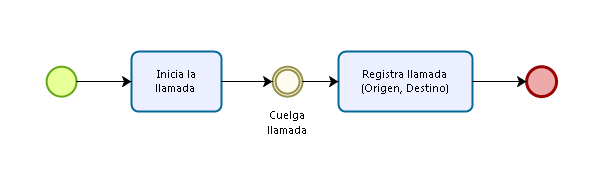 Inicia la
llamada
Cuelga
llamada
Registra llamada
(Origen, Destino)